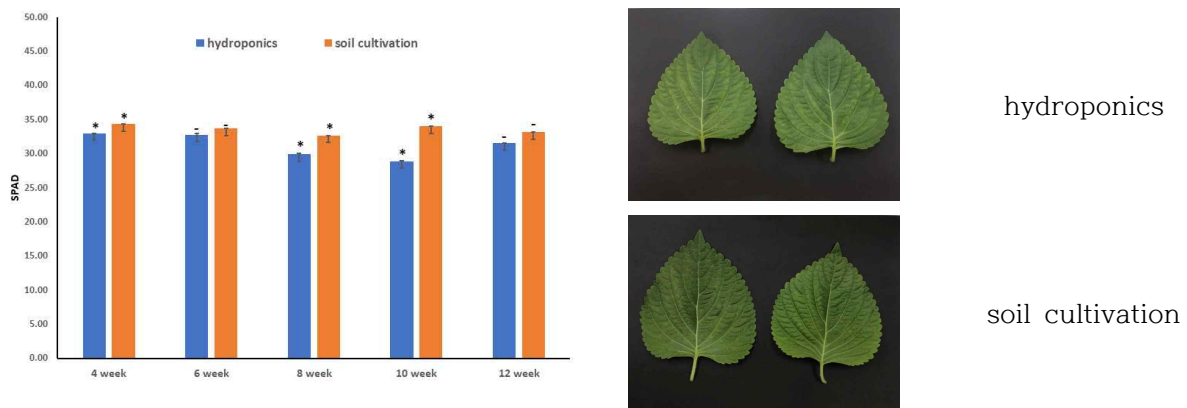 50.00
45.00
40.00
35.00
30.00
25.00
20.00
15.00
10.00
5.00
0.00
SPAD
hydroponics soil cultivation
* * - - * * * * - -
4 week 6 week 8 week 10 week 12 week
hydroponics
soil cultivation